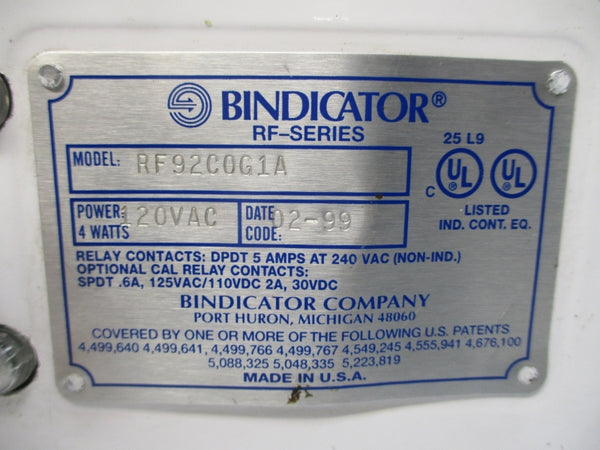 BINDICATOR®
RF-SERIES
25 L9
MODEL: RF92C0G1A
C UL UL
LISTED
IND. CONT. EQ.
POWER: 120VAC
4 WATTS
DATE CODE: 02-99
RELAY CONTACTS: DPDT 5 AMPS AT 240 VAC (NON-IND.)
OPTIONAL CAL RELAY CONTACTS:
SPDT .6A, 125VAC/110VDC 2A, 30VDC
BINDICATOR COMPANY
PORT HURON, MICHIGAN 48060
COVERED BY ONE OR MORE OF THE FOLLOWING U.S. PATENTS
4,499,640 4,499,641, 4,499,766 4,499,767 4,549,245 4,555,941 4,676,100
5,088,325 5,048,335 5,223,819
MADE IN U.S.A.